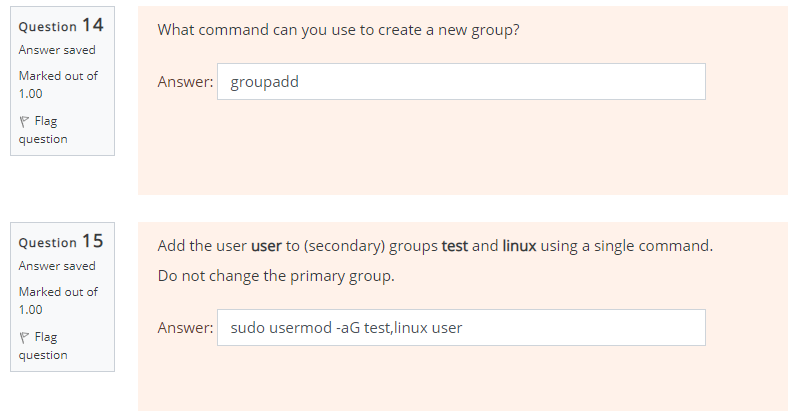 Question 14
Answer saved
Marked out of
1.00
Flag
question
What command can you use to create a new group?
Answer: groupadd
Question 15
Answer saved
Marked out of
1.00
Flag
question
Add the user user to (secondary) groups test and linux using a single command.
Do not change the primary group.
Answer: sudo usermod -aG test,linux user